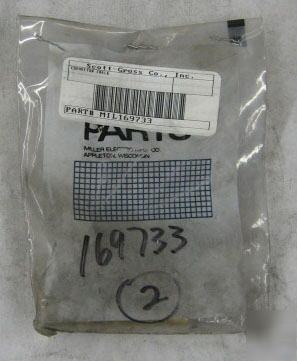 Scott Gross Co., Inc.
PART# MIL169733
PARTS
MILLER ELECTRIC MFG. CO.
APPLETON, WISCONSIN
169733
2